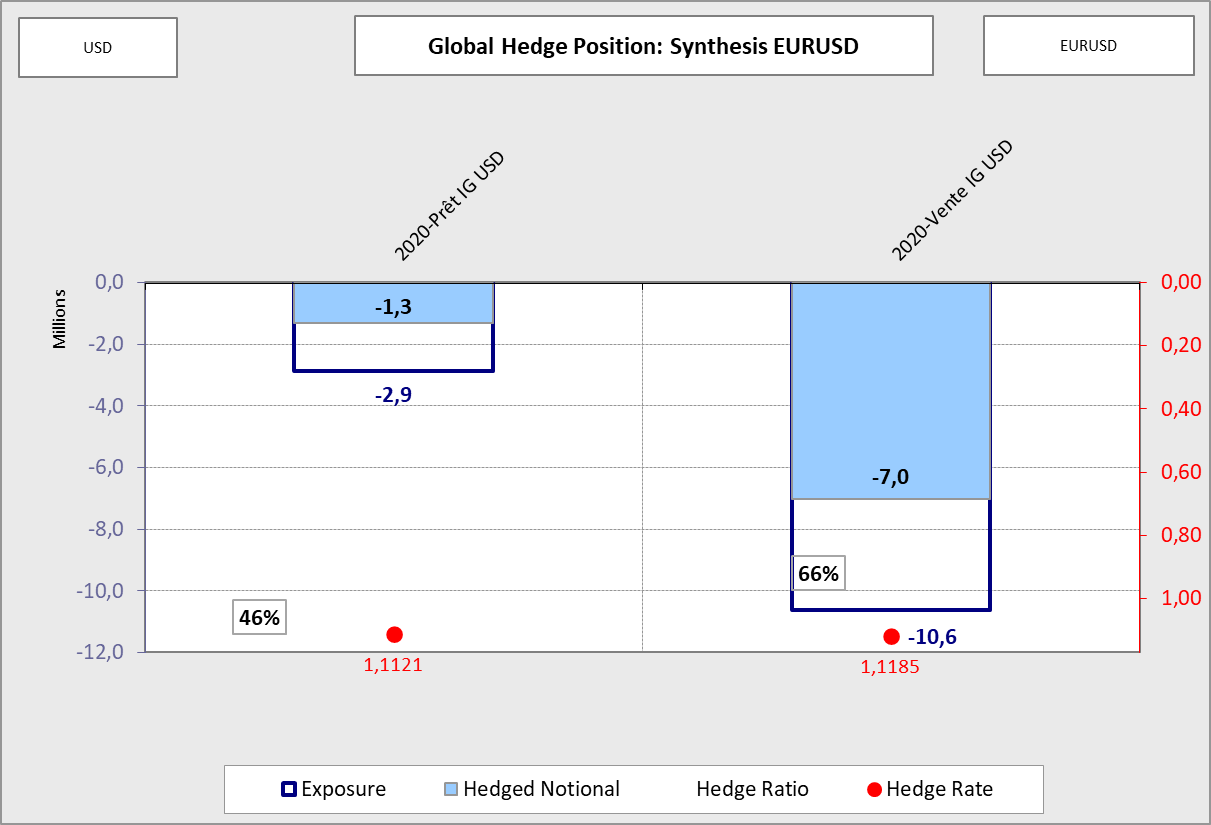 USD
Global Hedge Position: Synthesis EURUSD
EURUSD
2020-Prêt IG USD
2020-Vente IG USD
Millions
0,0
-2,0
-4,0
-6,0
-8,0
-10,0
-12,0
-1,3
-2,9
46%
1,1121
-7,0
66%
-10,6
1,1185
0,00
0,20
0,40
0,60
0,80
1,00
Exposure
Hedged Notional
Hedge Ratio
Hedge Rate